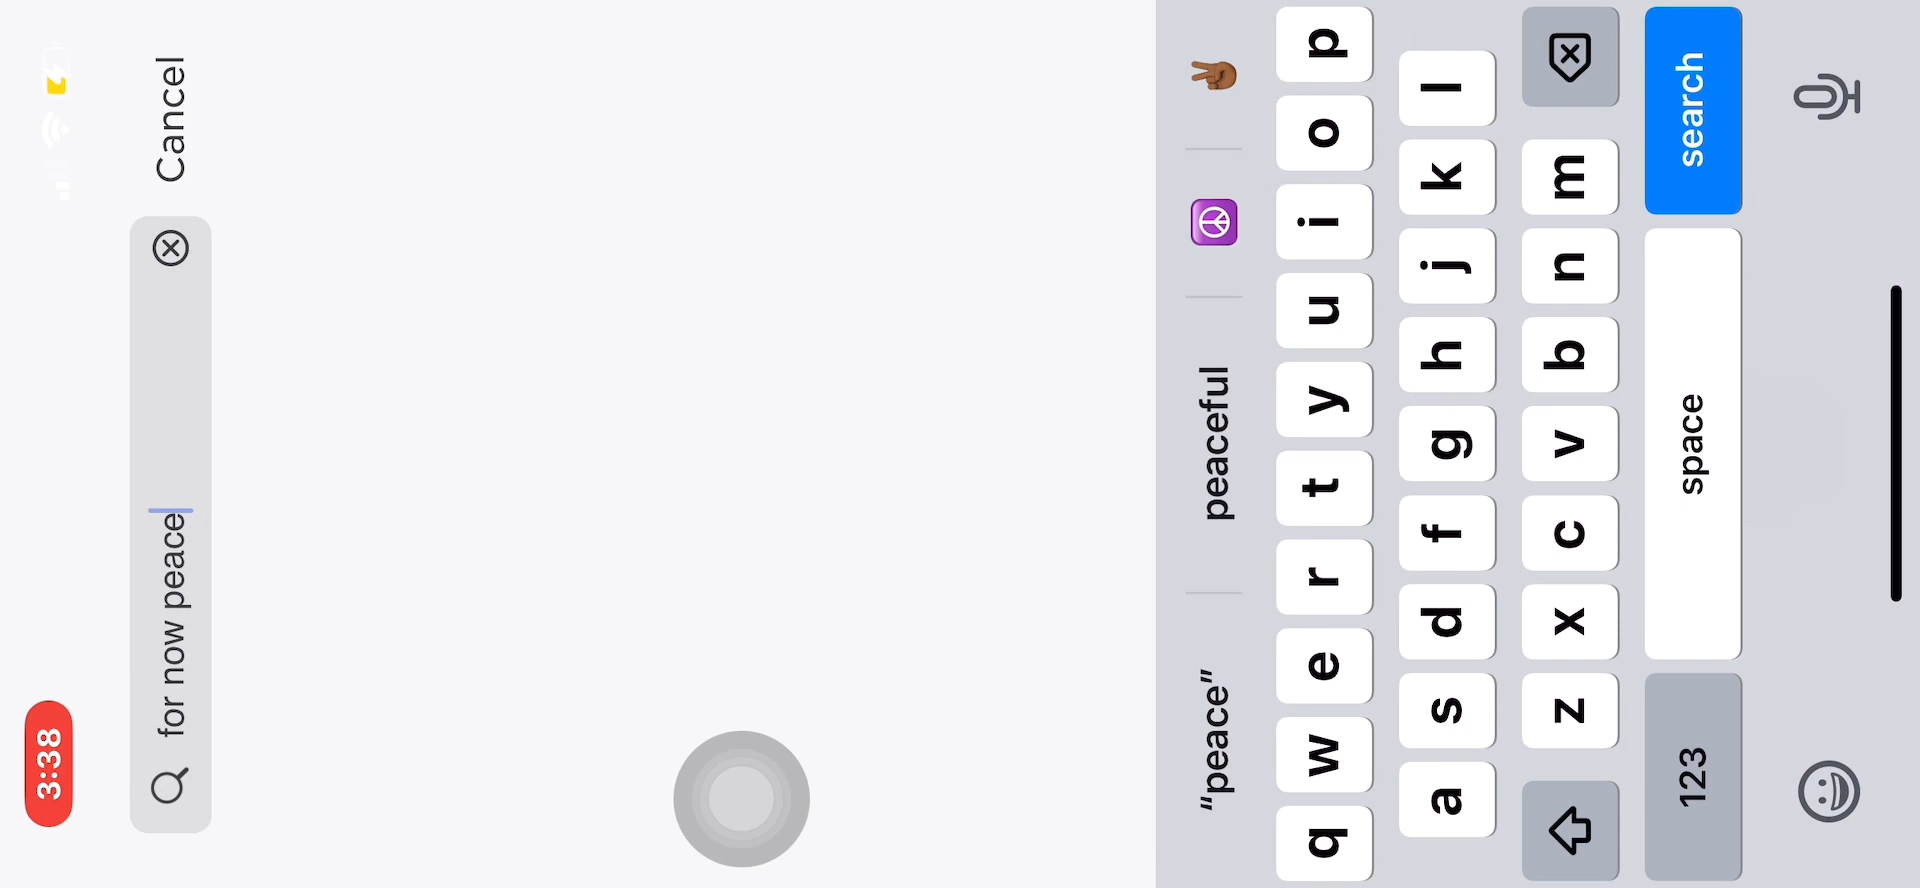 3:38
for now peace
Cancel
“peace”
peaceful
q w e r t y u i o p
a s d f g h j k l
z x c v b n m
123
space
search